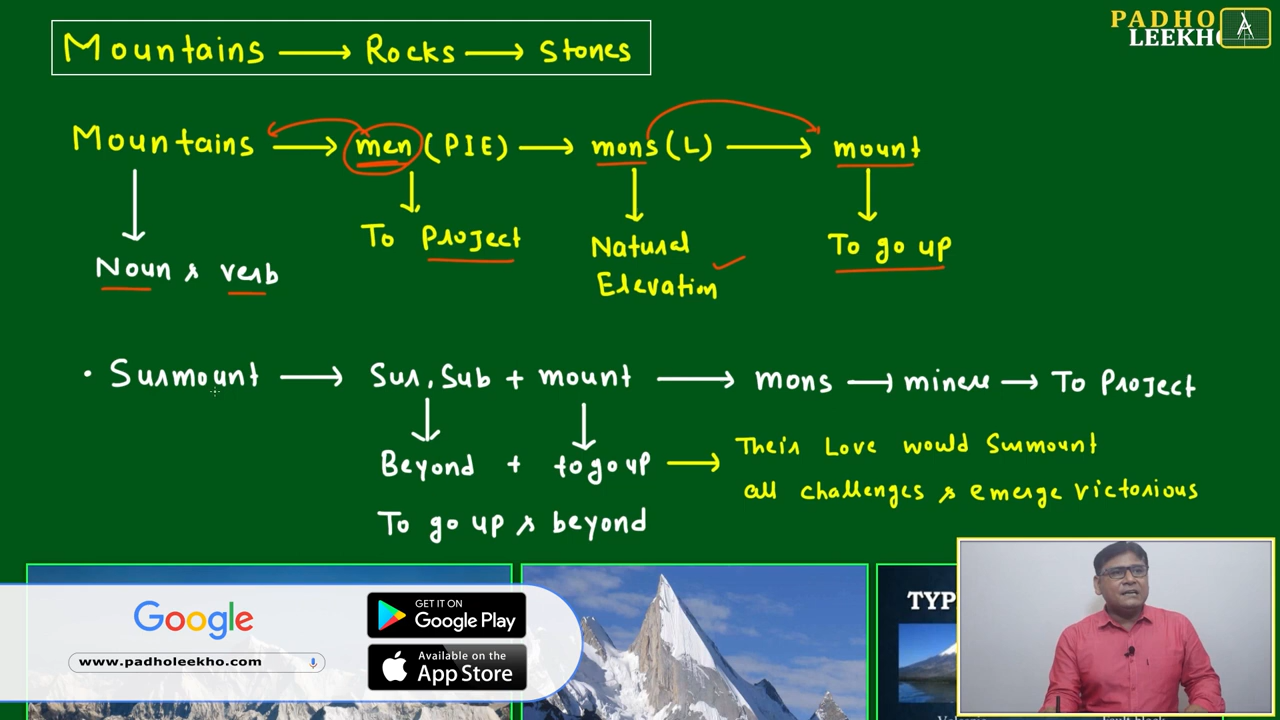 PADHO
LEEKHO
Mountains → Rocks → Stones
Mountains → men (PIE) → mons (L) → mount
To Project
Natural
Elevation
To go up
Noun & verb
• Surmount → Sur, Sub + mount → mons → minere → To Project
Beyond + to go up → Their Love would Surmount
all challenges & emerge victorious
To go up & beyond
TYP
Google
www.padholeekho.com
GET IT ON
Google Play
Available on the
App Store